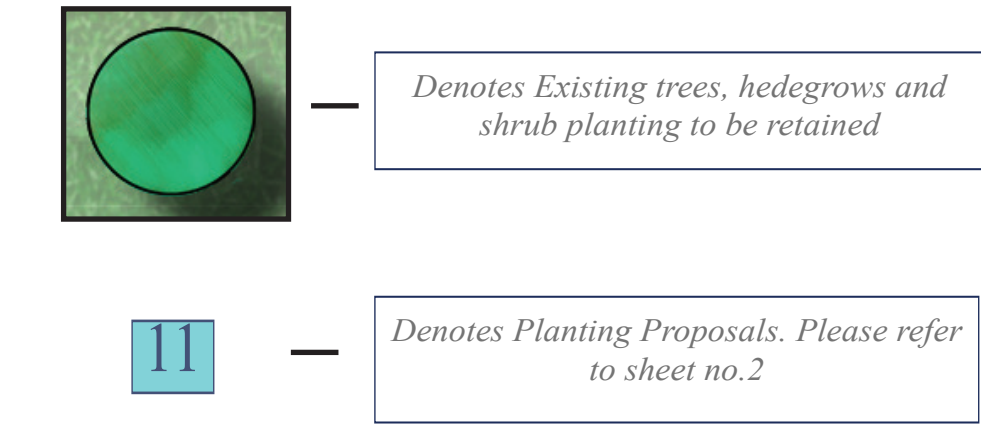 Denotes Existing trees, hedegrows and
shrub planting to be retained
11
Denotes Planting Proposals. Please refer
to sheet no.2